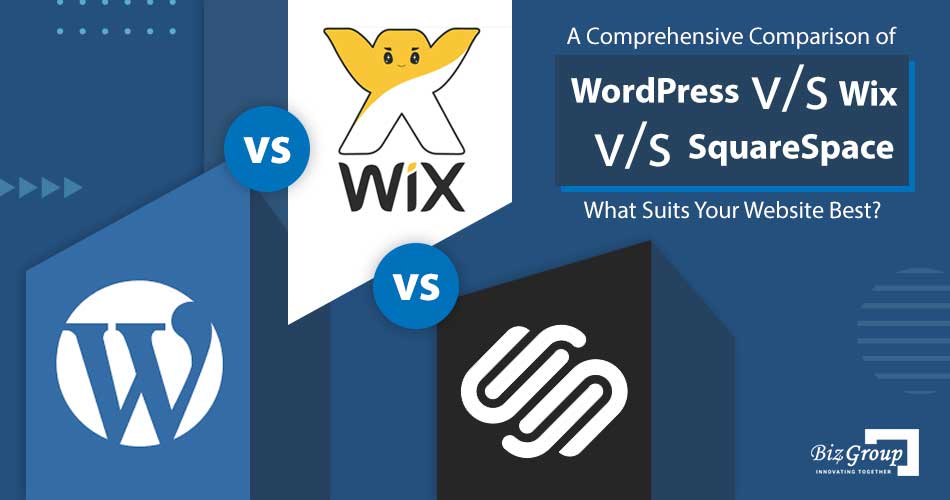 A Comprehensive Comparison of
WordPress V/S Wix
V/S SquareSpace
What Suits Your Website Best?
WiX
VS
VS
W
Biz Group
INNOVATING TOGETHER